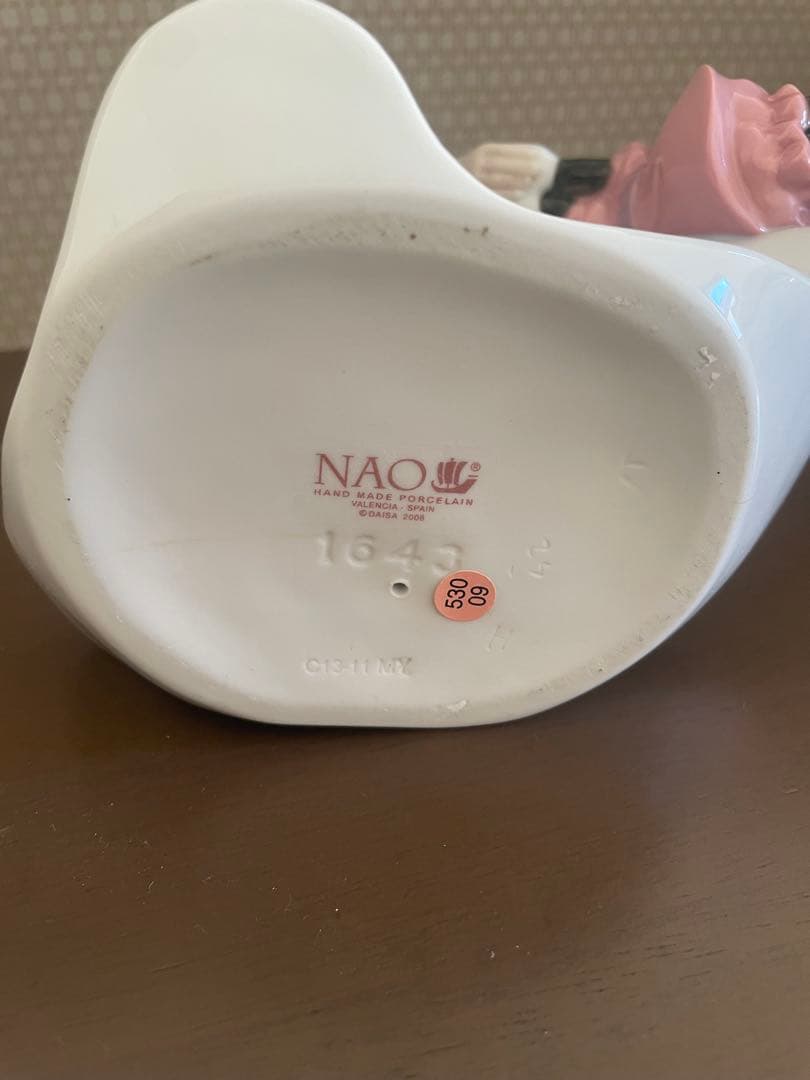 NAO®
HAND MADE PORCELAIN
VALENCIA - SPAIN
©DAISA 2008
1643
530
09
C13-11 MY